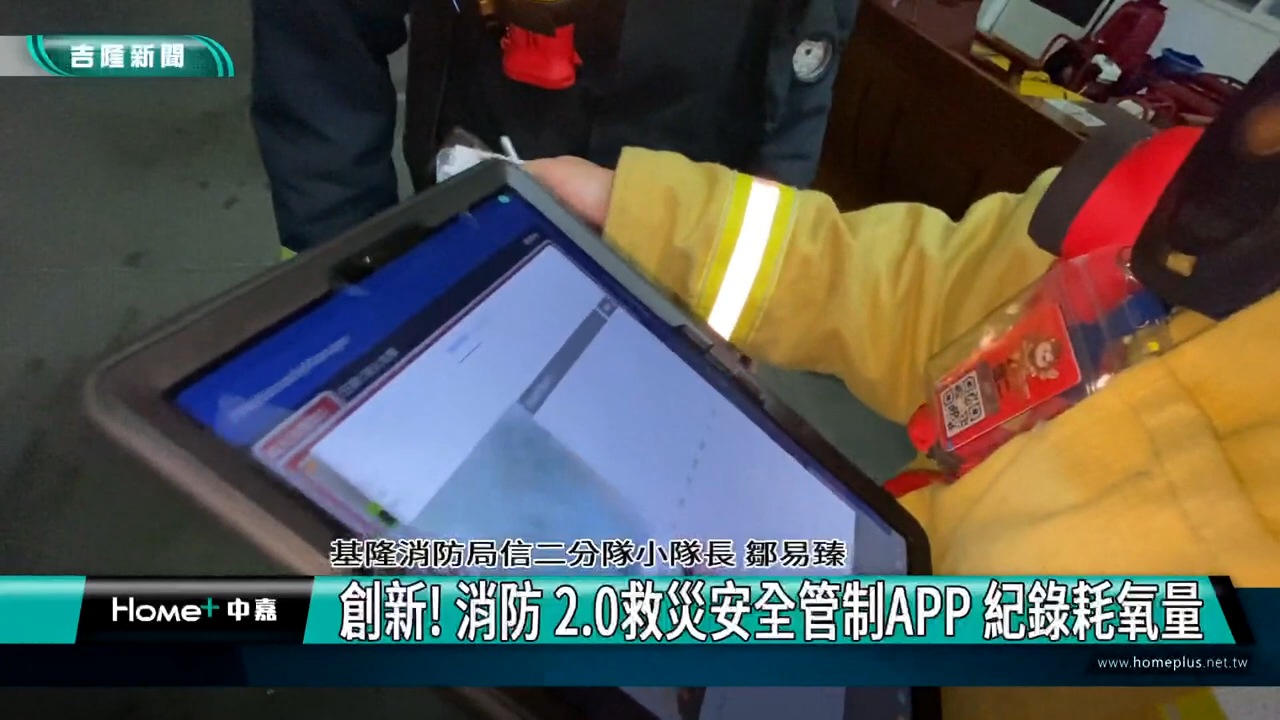 吉隆新聞
基隆消防局信二分隊小隊長 鄒易臻
Home+ 中嘉
創新! 消防 2.0救災安全管制APP 紀錄耗氧量
www.homeplus.net.tw